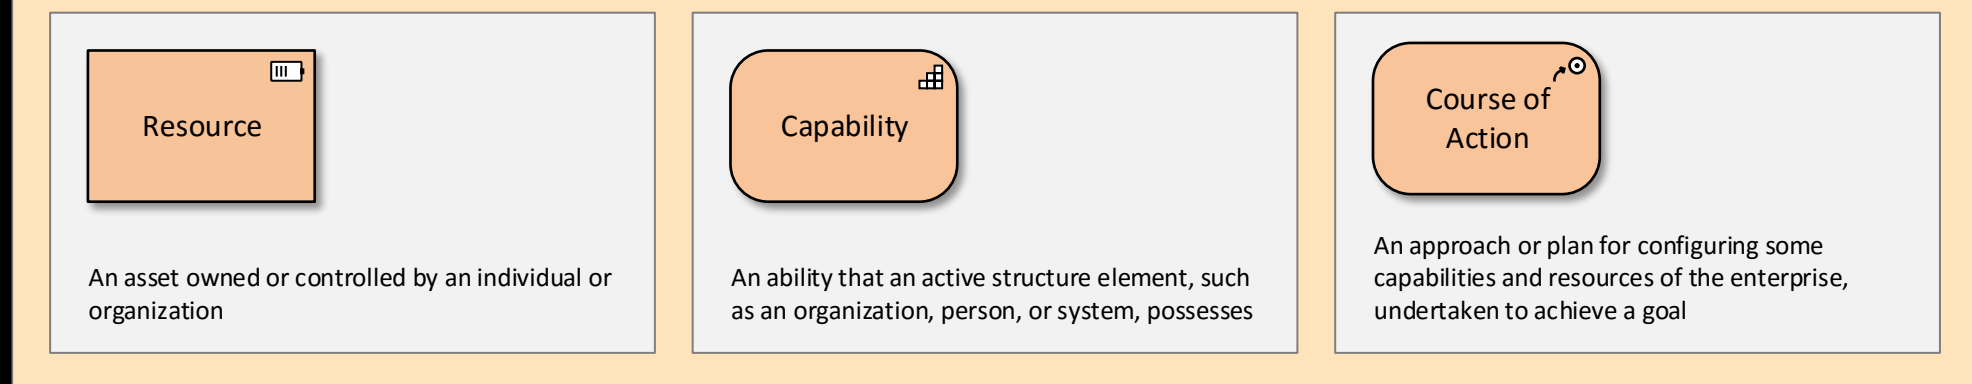 Resource
An asset owned or controlled by an individual or
organization
Capability
An ability that an active structure element, such
as an organization, person, or system, possesses
Course of
Action
An approach or plan for configuring some
capabilities and resources of the enterprise,
undertaken to achieve a goal